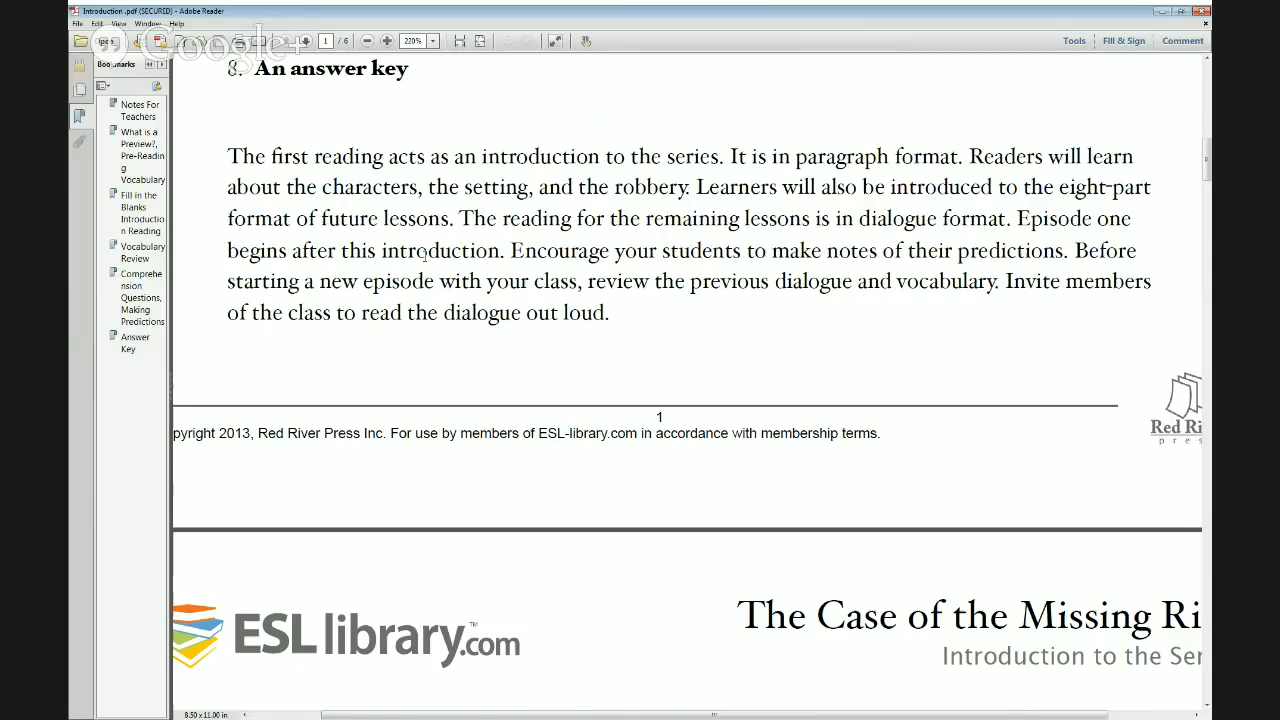 Introduction .pdf (SECURED) - Adobe Reader
File Edit View Window Help
Open 1 / 6 220% Tools Fill & Sign Comment
Google+
Bookmarks
Notes For
Teachers
What is a
Preview?,
Pre-Readin
g
Vocabulary
Fill in the
Blanks
Introductio
n Reading
Vocabulary
Review
Comprehe
nsion
Questions,
Making
Predictions
Answer
Key
8. An answer key
The first reading acts as an introduction to the series. It is in paragraph format. Readers will learn
about the characters, the setting, and the robbery. Learners will also be introduced to the eight-part
format of future lessons. The reading for the remaining lessons is in dialogue format. Episode one
begins after this introduction. Encourage your students to make notes of their predictions. Before
starting a new episode with your class, review the previous dialogue and vocabulary. Invite members
of the class to read the dialogue out loud.
1
pyright 2013, Red River Press Inc. For use by members of ESL-library.com in accordance with membership terms.
Red Ri
p r e s
ESL library.com™
The Case of the Missing Ri
Introduction to the Ser
8.50 x 11.00 in